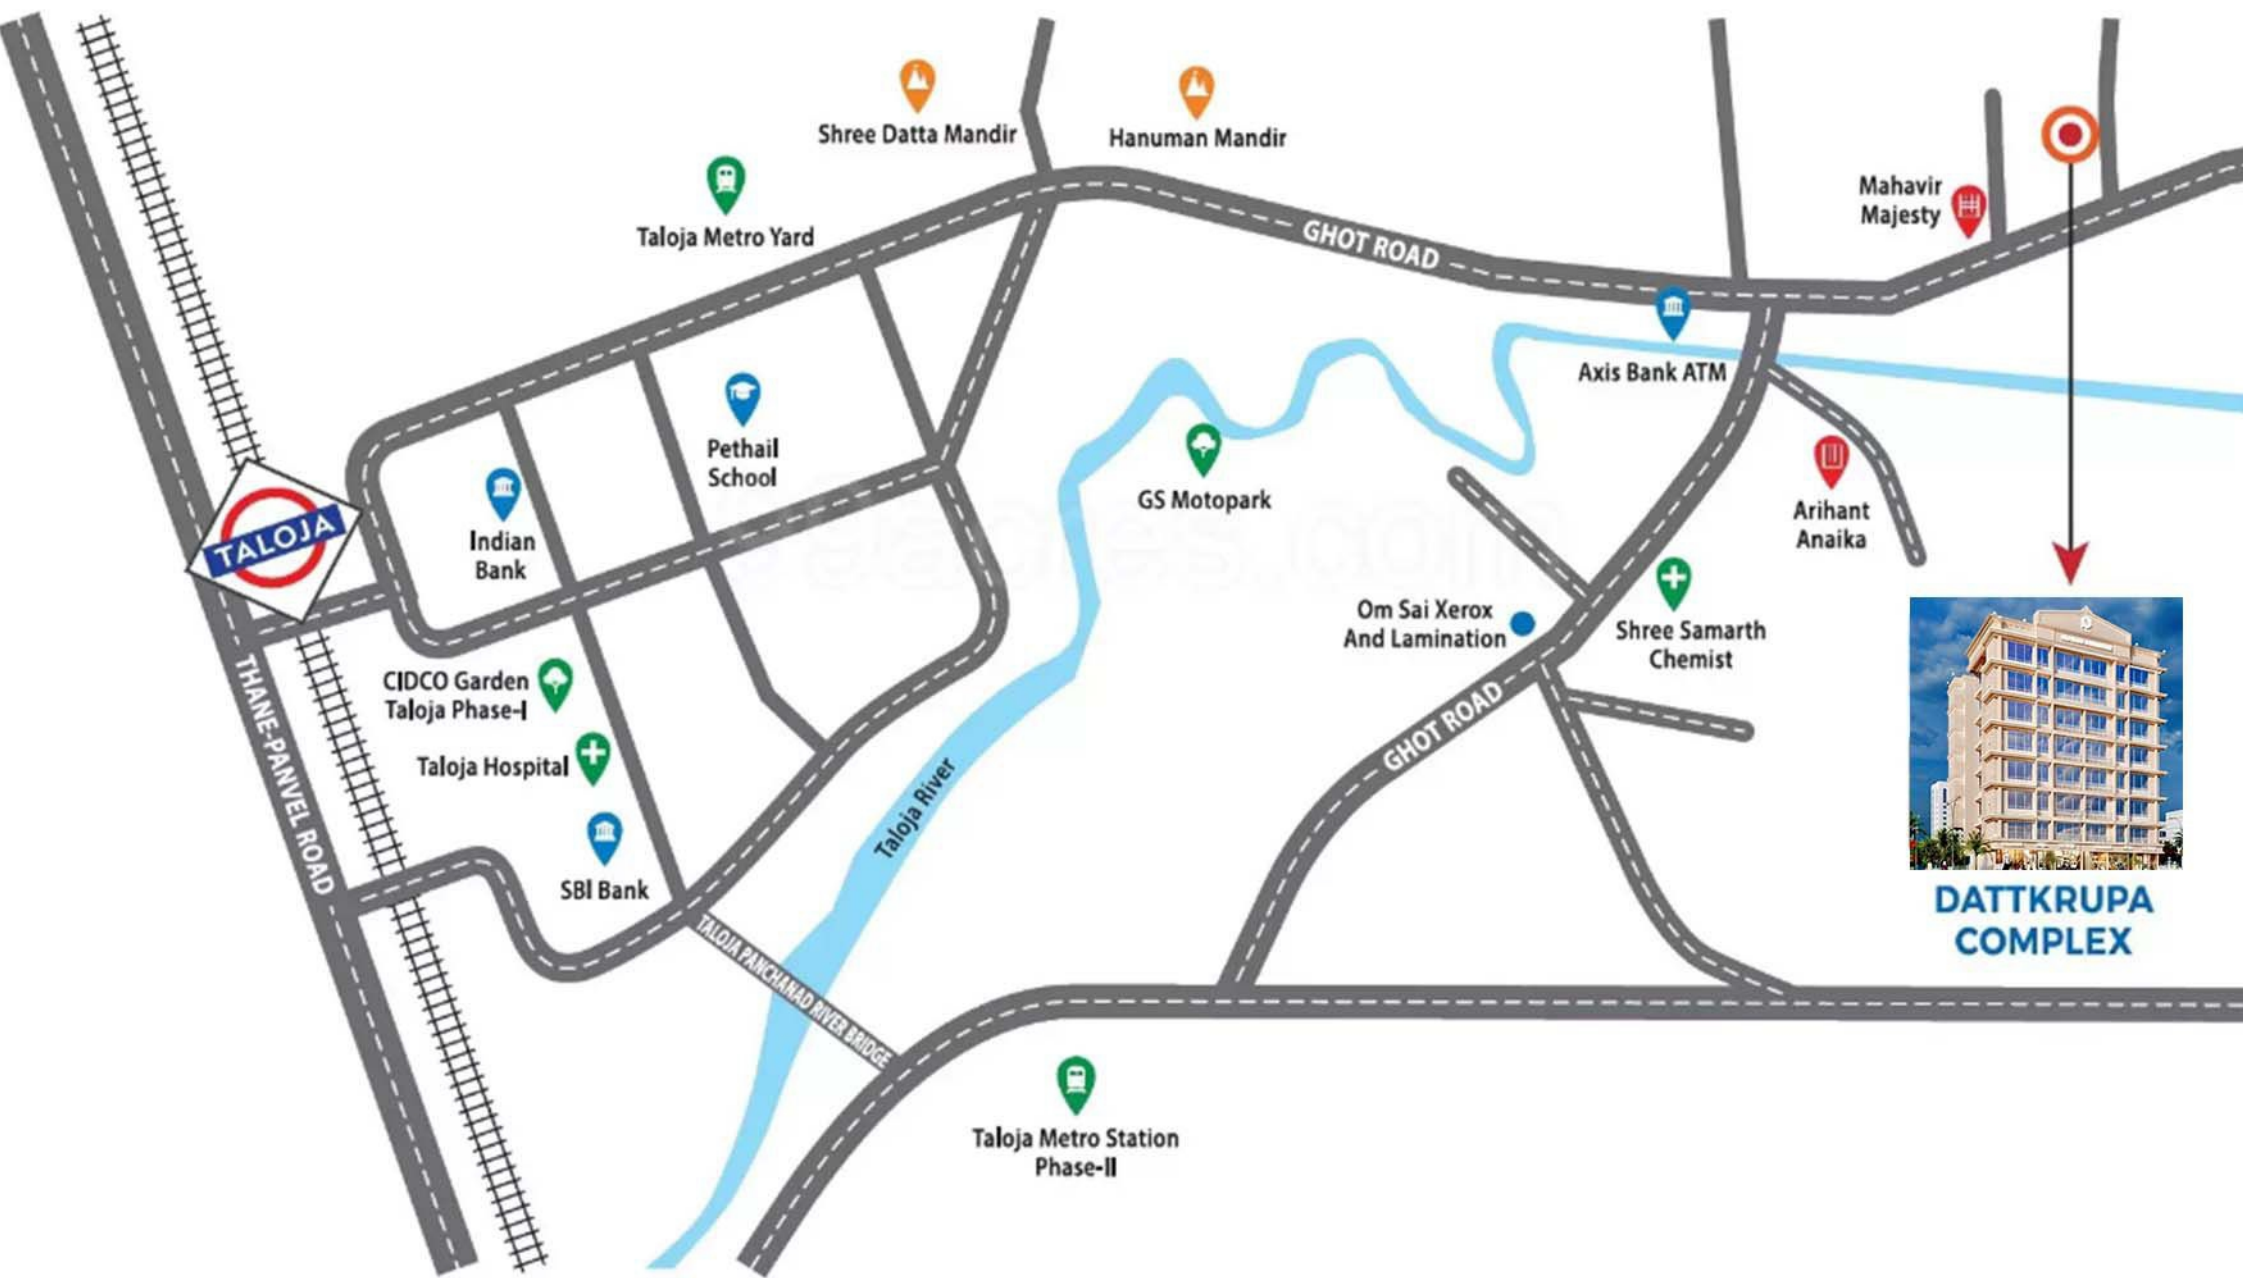 Shree Datta Mandir
Hanuman Mandir
Taloja Metro Yard
GHOT ROAD
Mahavir
Majesty
Axis Bank ATM
Pethail
School
GS Motopark
Indian
Bank
TALOJA
Arihant
Anaika
99acres.com
Om Sai Xerox
And Lamination
Shree Samarth
Chemist
CIDCO Garden
Taloja Phase-I
Taloja Hospital
THANE-PANVEL ROAD
GHOT ROAD
Taloja River
SBI Bank
TALOJA PANCHANAD RIVER BRIDGE
DATTKRUPA
COMPLEX
Taloja Metro Station
Phase-II